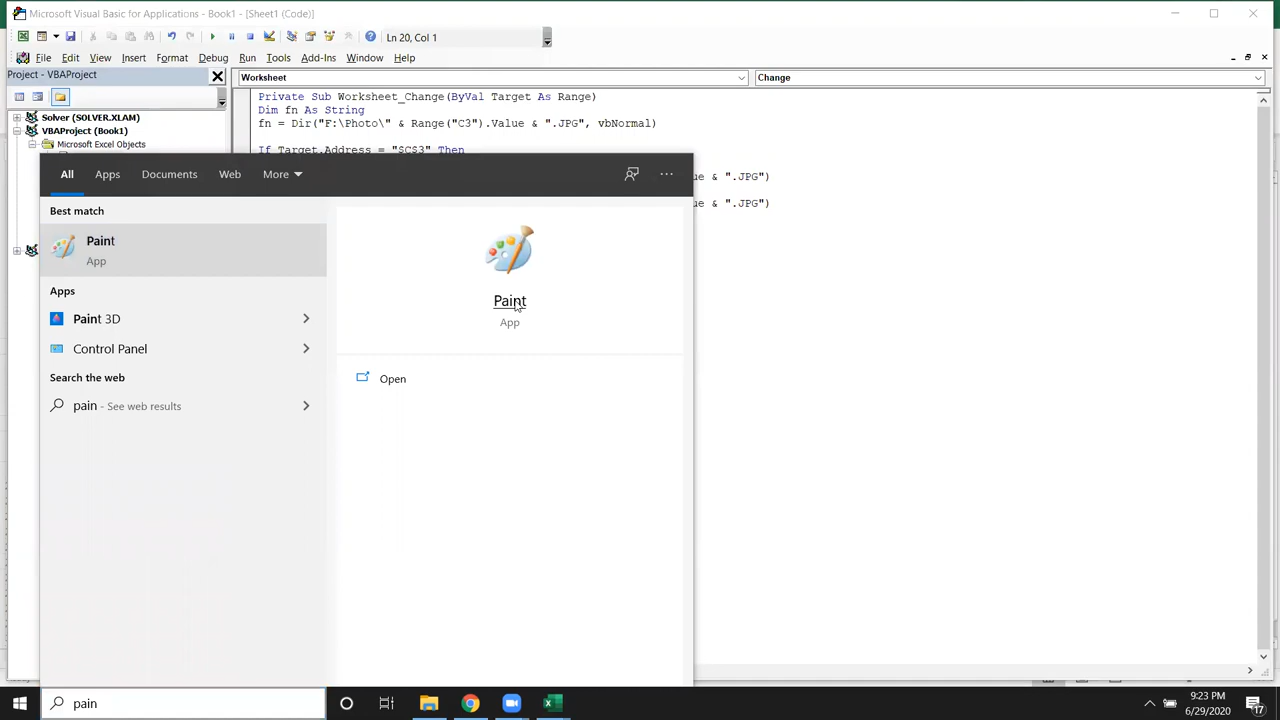 Microsoft Visual Basic for Applications - Book1 - [Sheet1 (Code)]
Ln 20, Col 1
File Edit View Insert Format Debug Run Tools Add-Ins Window Help
Project - VBAProject
Worksheet
Change
Private Sub Worksheet_Change(ByVal Target As Range)
Dim fn As String
fn = Dir("F:\Photo\" & Range("C3").Value & ".JPG", vbNormal)
If Target.Address = "$C$3" Then
ue & ".JPG")
ue & ".JPG")
Solver (SOLVER.XLAM)
VBAProject (Book1)
Microsoft Excel Objects
All Apps Documents Web More
Best match
Paint
App
Apps
Paint 3D
Control Panel
Search the web
pain - See web results
Paint
App
Open
pain
9:23 PM
6/29/2020
17